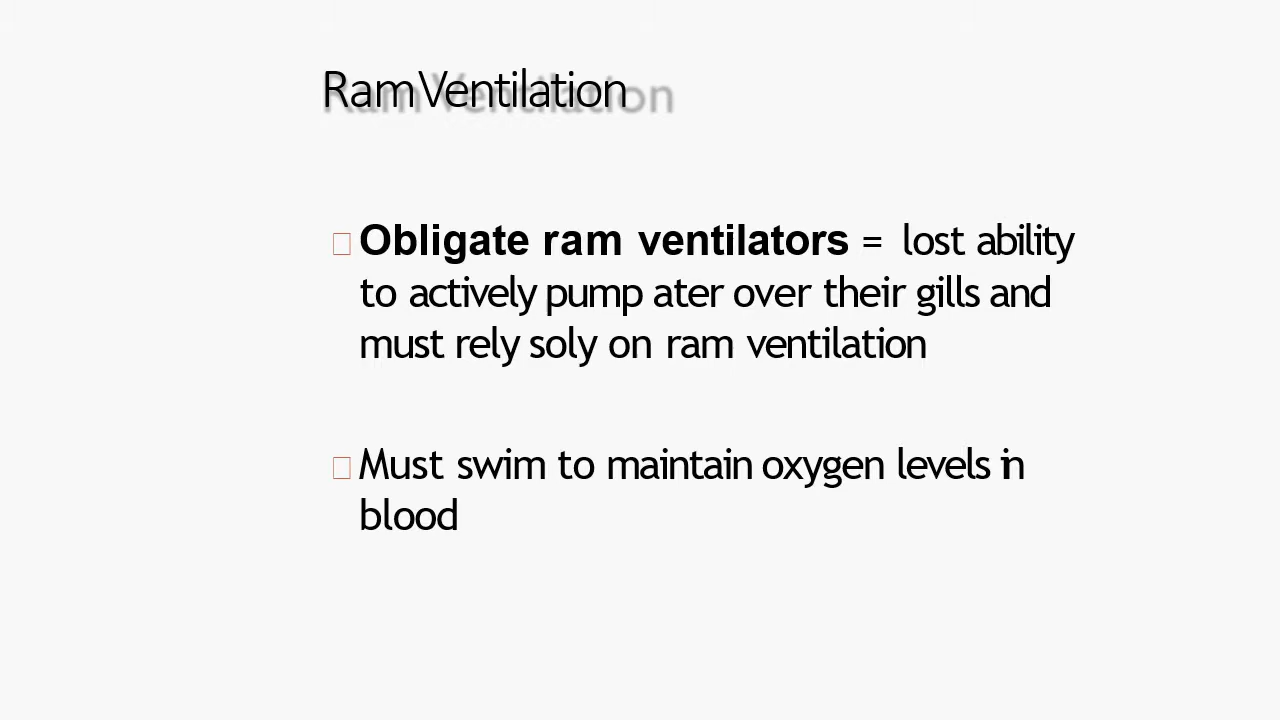 Ram Ventilation
Obligate ram ventilators = lost ability
to actively pump ater over their gills and
must rely soly on ram ventilation
Must swim to maintain oxygen levels in
blood